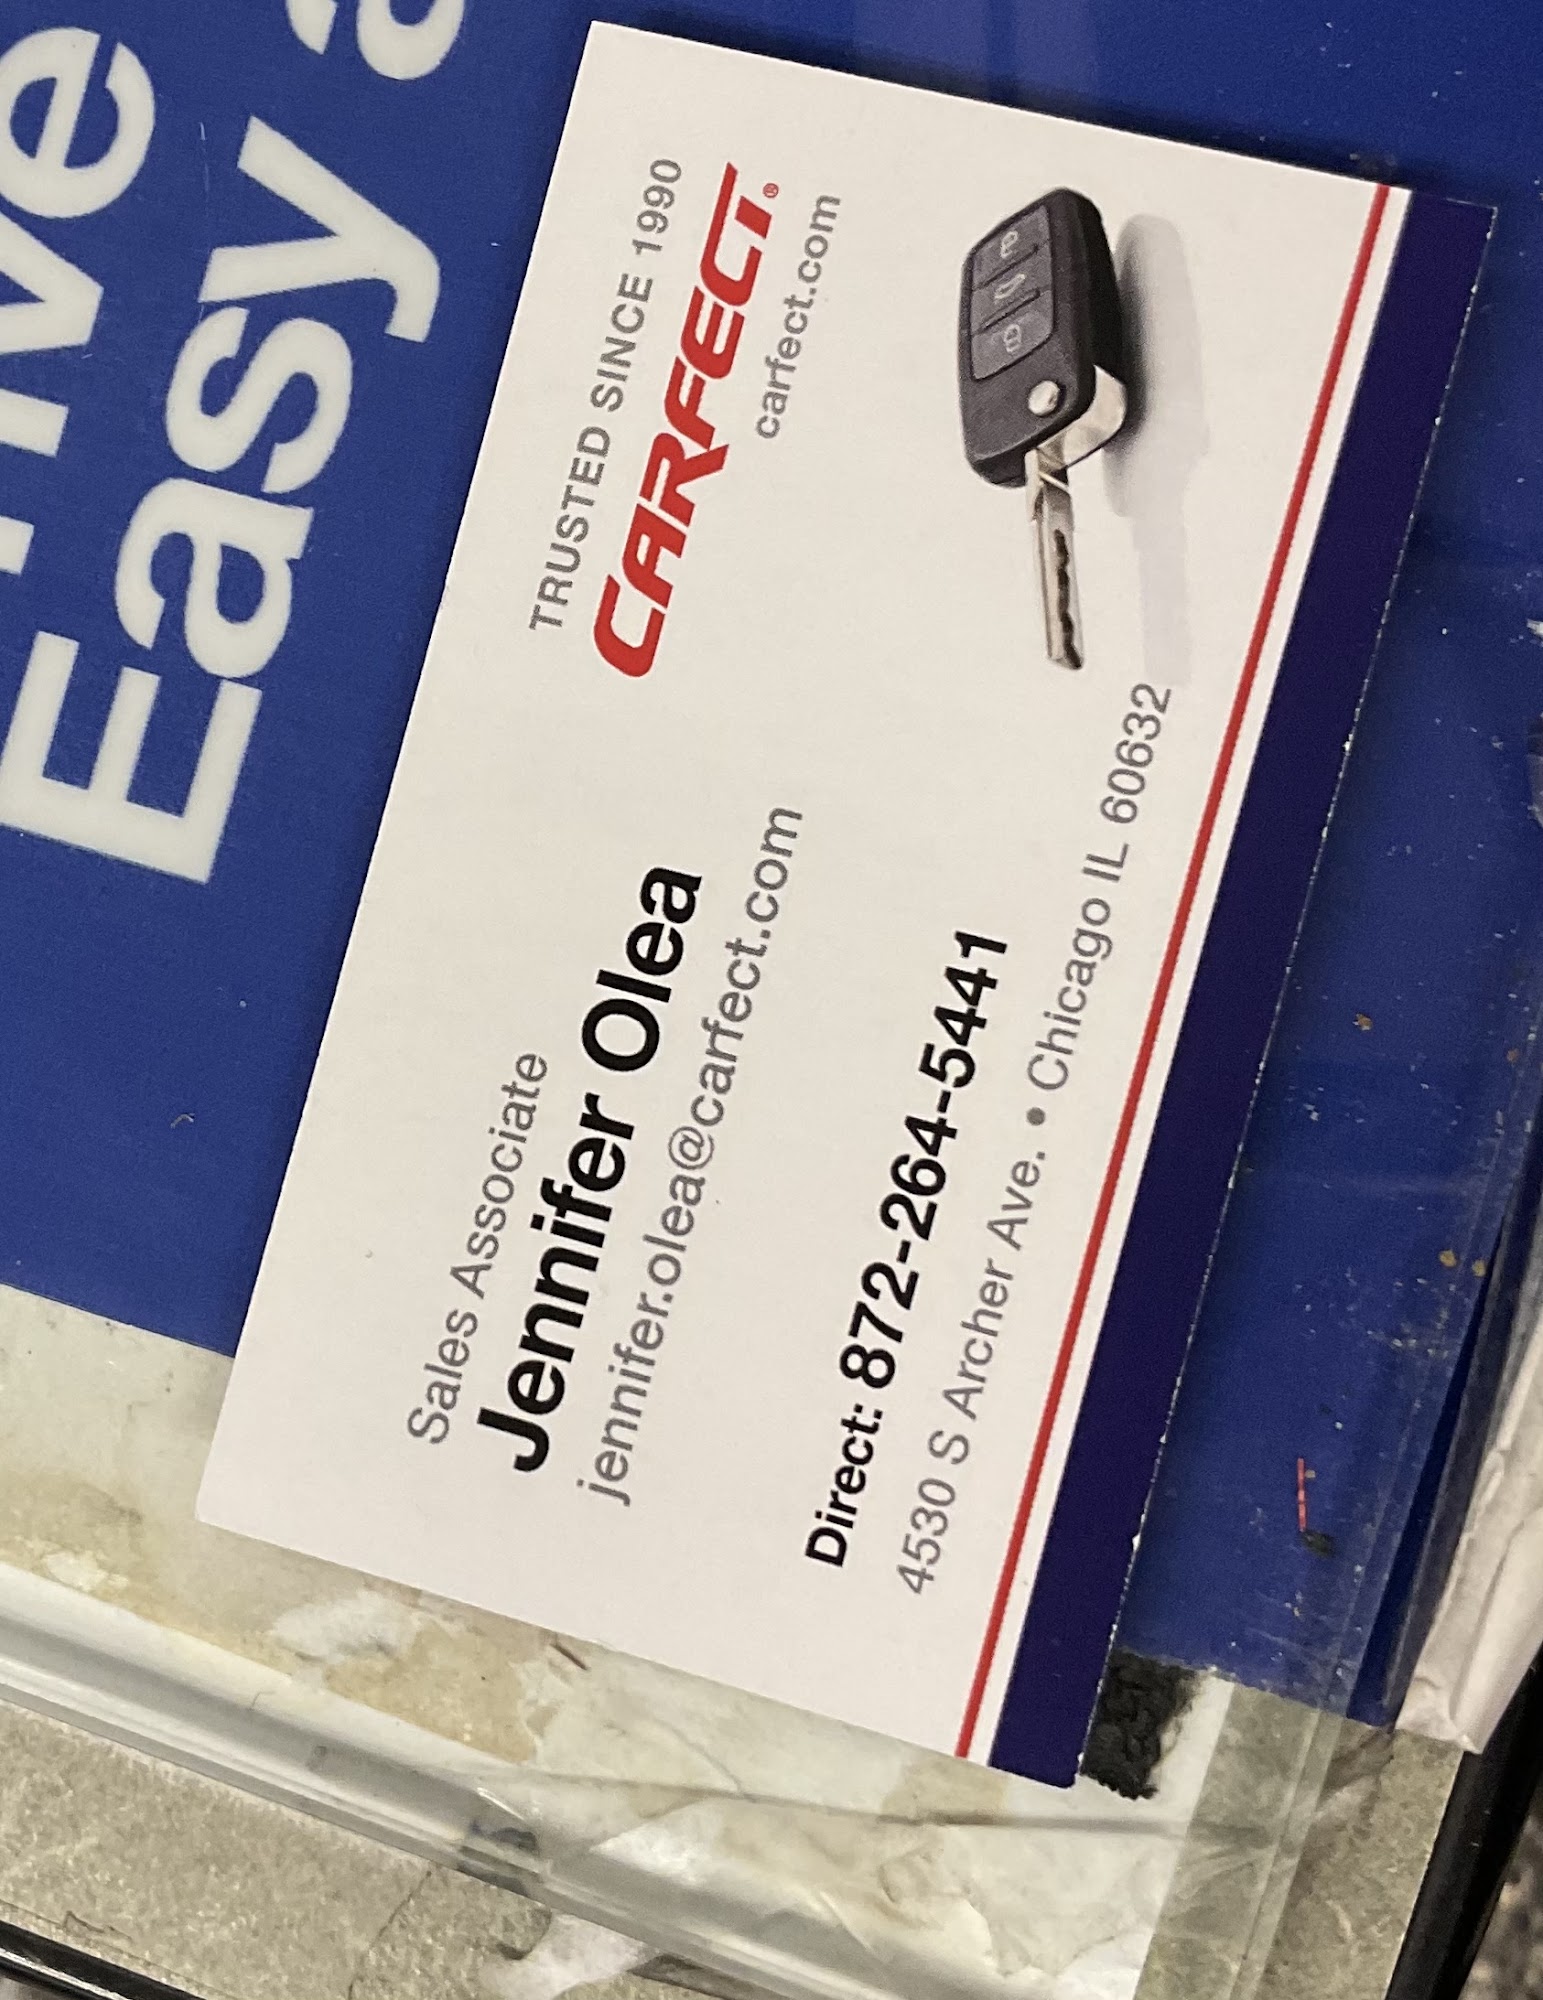 Easy
TRUSTED SINCE 1990
CARFECT®
carfect.com
Sales Associate
Jennifer Olea
jennifer.olea@carfect.com
Direct: 872-264-5441
4530 S Archer Ave. • Chicago IL 60632